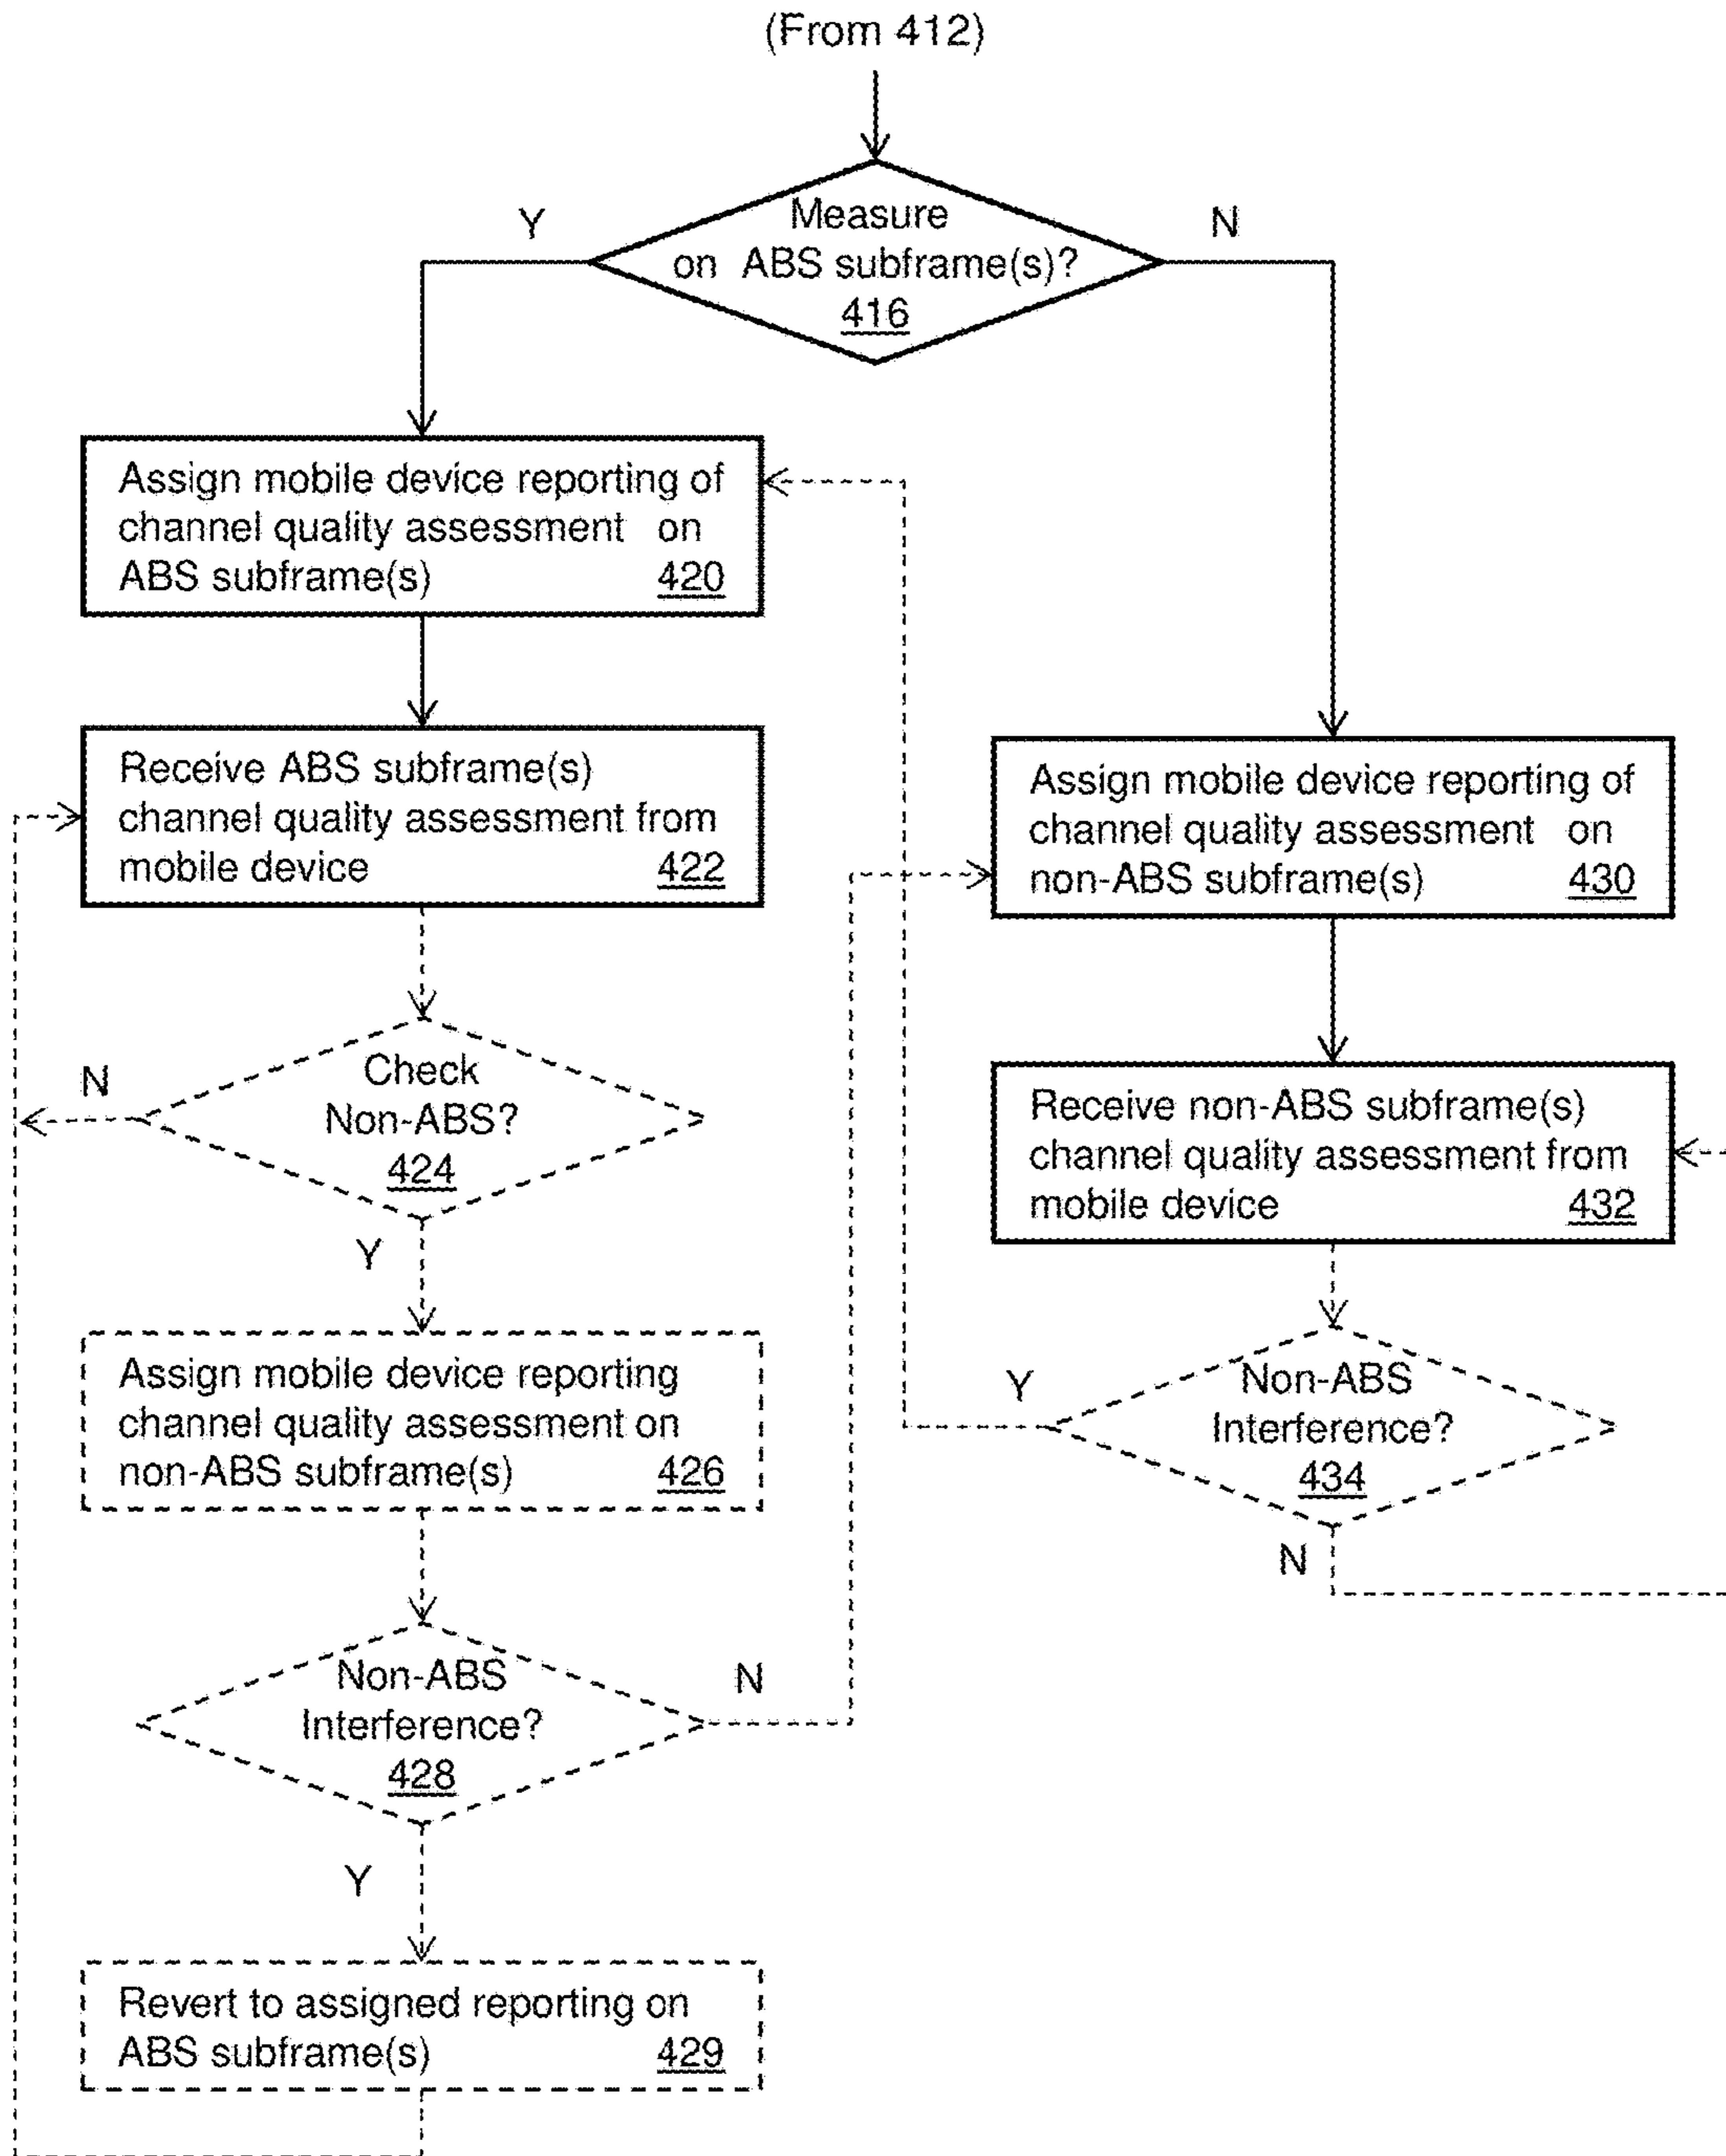 (From 412)
Y
Measure
N
on ABS subframe(s)?
416
Assign mobile device reporting of
channel quality assessment on
ABS subframe(s) 420
Receive ABS subframe(s)
channel quality assessment from
mobile device 422
Assign mobile device reporting of
channel quality assessment on
non-ABS subframe(s) 430
N
Check
Non-ABS?
424
Y
Receive non-ABS subframe(s)
channel quality assessment from
mobile device 432
Assign mobile device reporting
channel quality assessment on
non-ABS subframe(s) 426
Y
Non-ABS
Interference?
434
N
Non-ABS
Interference?
428
N
Y
Revert to assigned reporting on
ABS subframe(s) 429